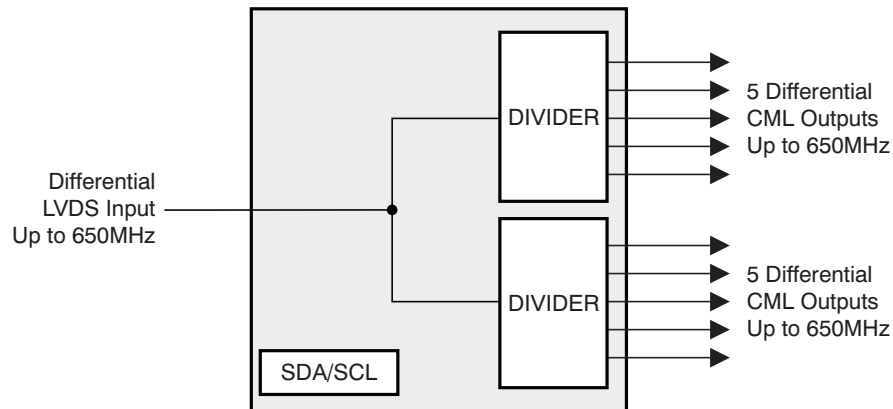 DIVIDER
5 Differential
CML Outputs
Up to 650MHz
Differential
LVDS Input
Up to 650MHz
DIVIDER
5 Differential
CML Outputs
Up to 650MHz
SDA/SCL